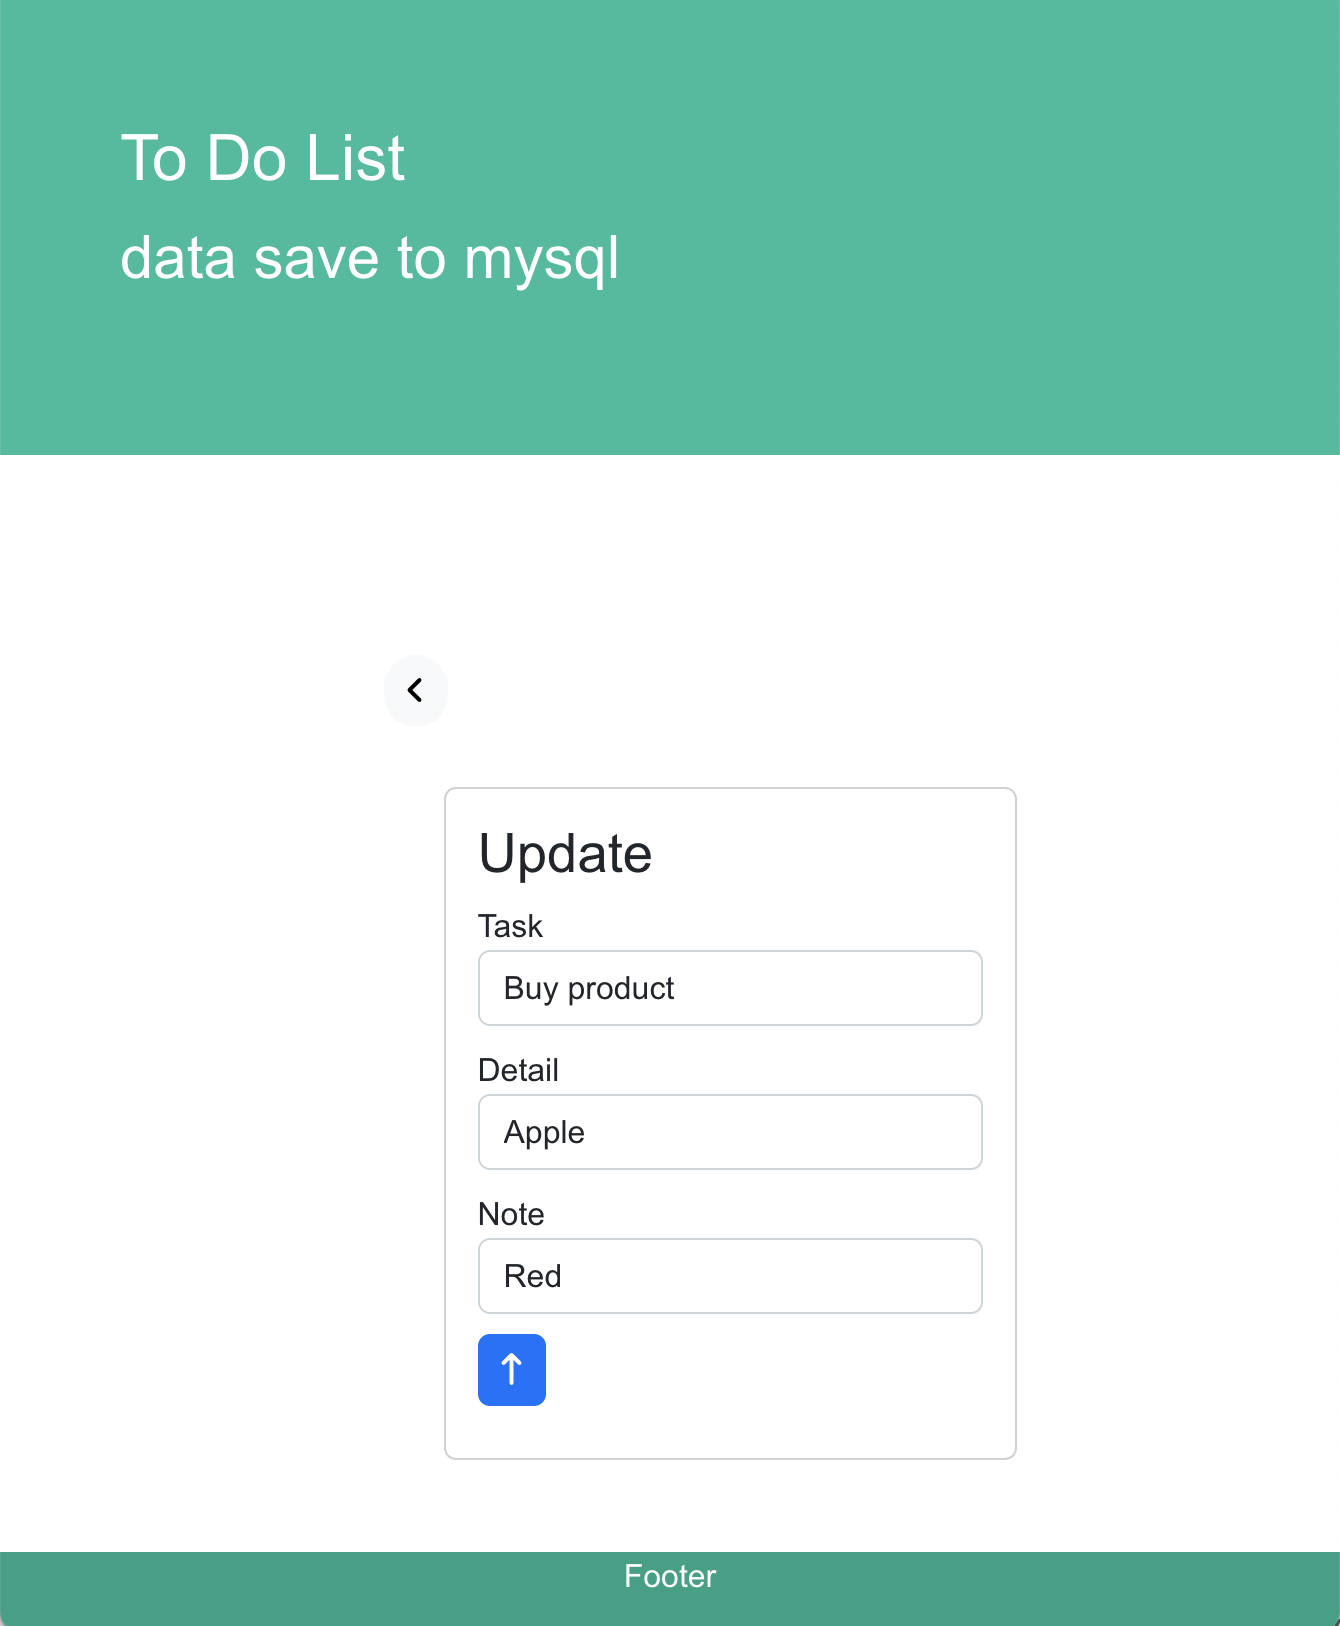 To Do List
data save to mysql
Update
Task
Buy product
Detail
Apple
Note
Red
Footer